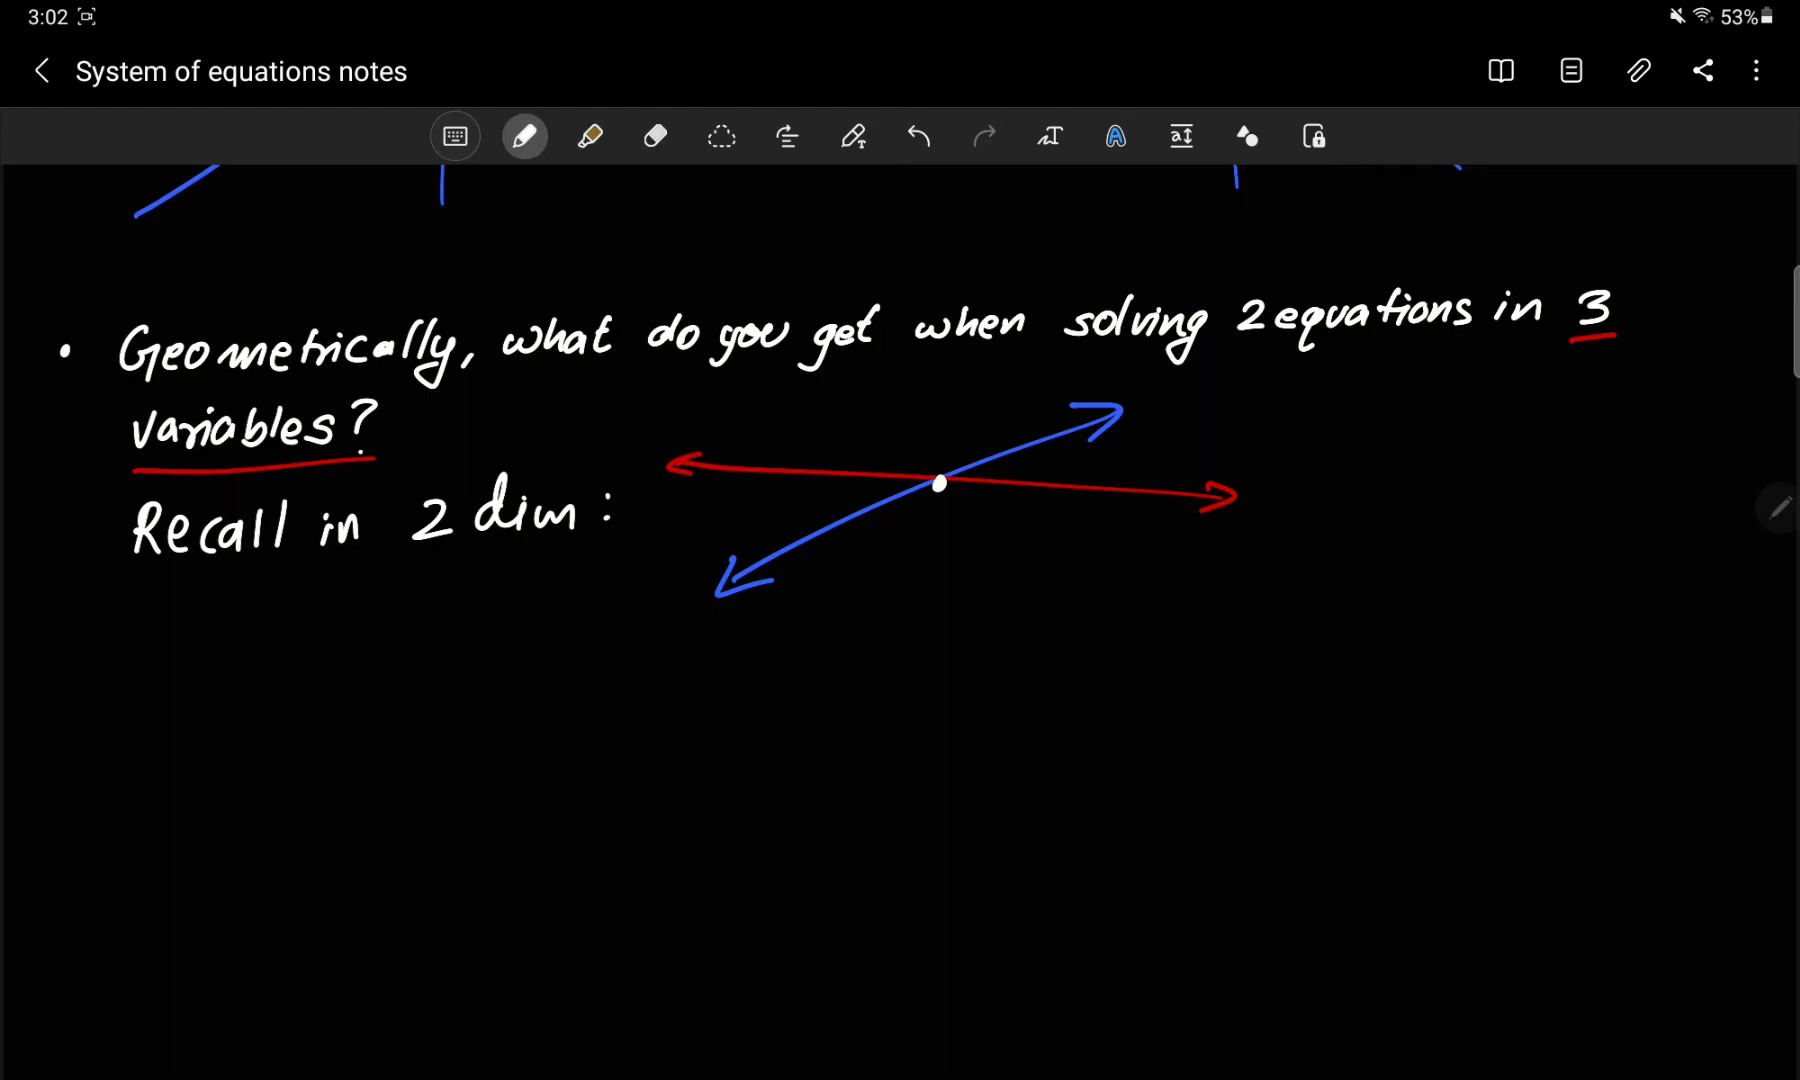 3:02
53%
System of equations notes
• Geometrically, what do you get when solving 2 equations in 3
variables?
Recall in 2 dim: